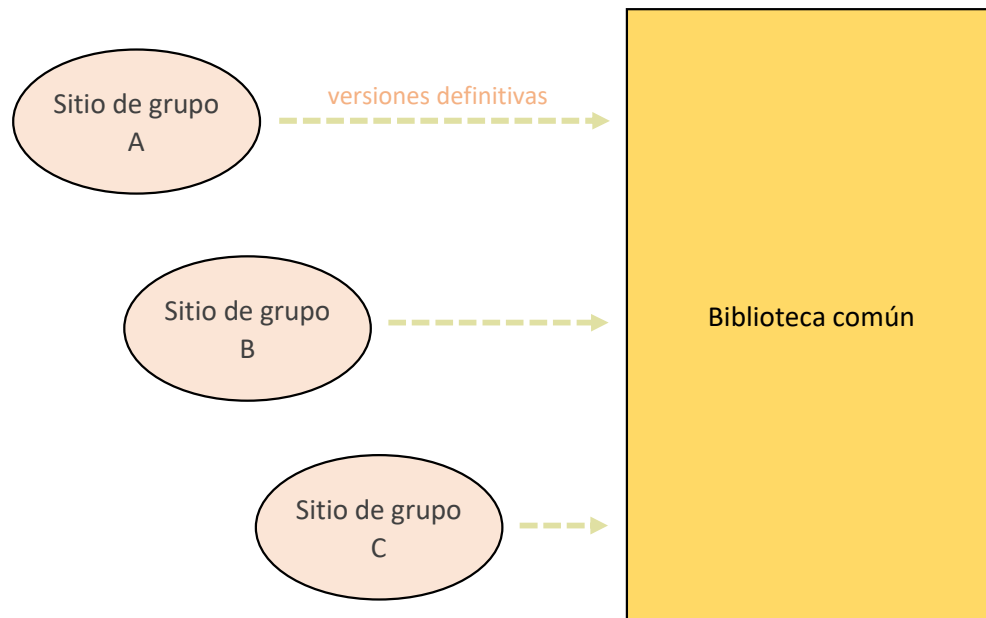 versiones definitivas
Sitio de grupo
A
Sitio de grupo
B
Biblioteca común
Sitio de grupo
C